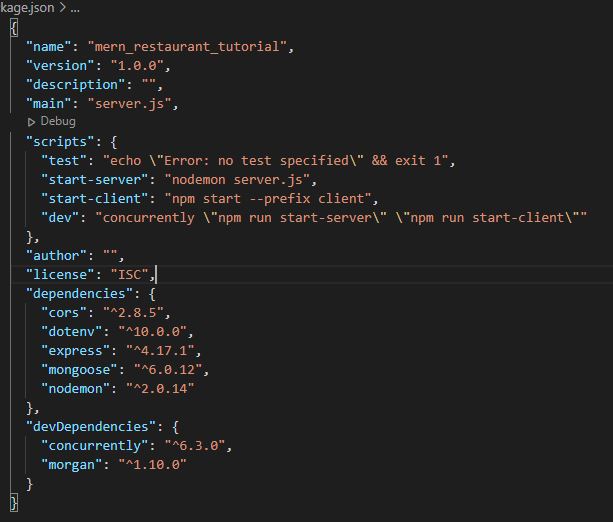 kage.json > ...
{
  "name": "mern_restaurant_tutorial",
  "version": "1.0.0",
  "description": "",
  "main": "server.js",
  Debug
  "scripts": {
    "test": "echo \"Error: no test specified\" && exit 1",
    "start-server": "nodemon server.js",
    "start-client": "npm start --prefix client",
    "dev": "concurrently \"npm run start-server\" \"npm run start-client\""
  },
  "author": "",
  "license": "ISC",
  "dependencies": {
    "cors": "^2.8.5",
    "dotenv": "^10.0.0",
    "express": "^4.17.1",
    "mongoose": "^6.0.12",
    "nodemon": "^2.0.14"
  },
  "devDependencies": {
    "concurrently": "^6.3.0",
    "morgan": "^1.10.0"
  }
}